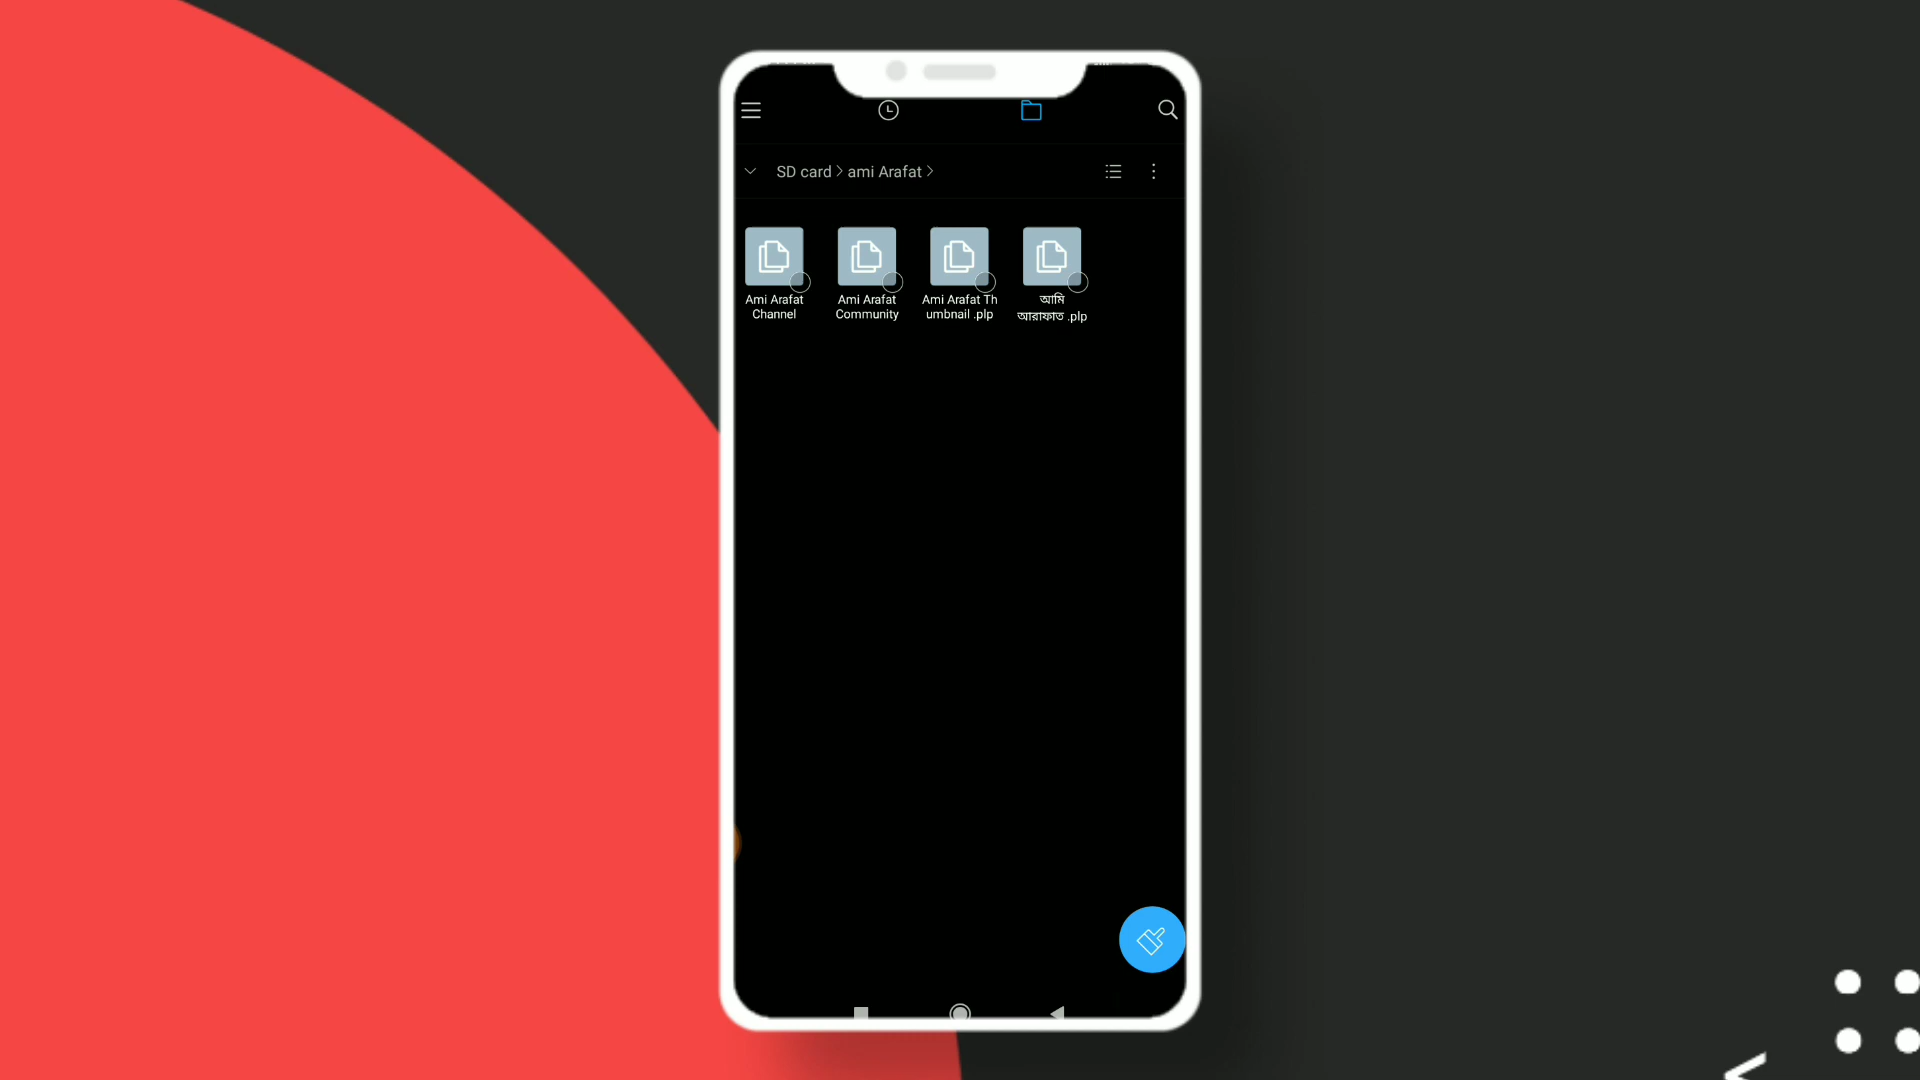 SD card > ami Arafat >
Ami Arafat
Channel
Ami Arafat
Community
Ami Arafat Th
umbnail .plp
আমি
আরাফাত .plp